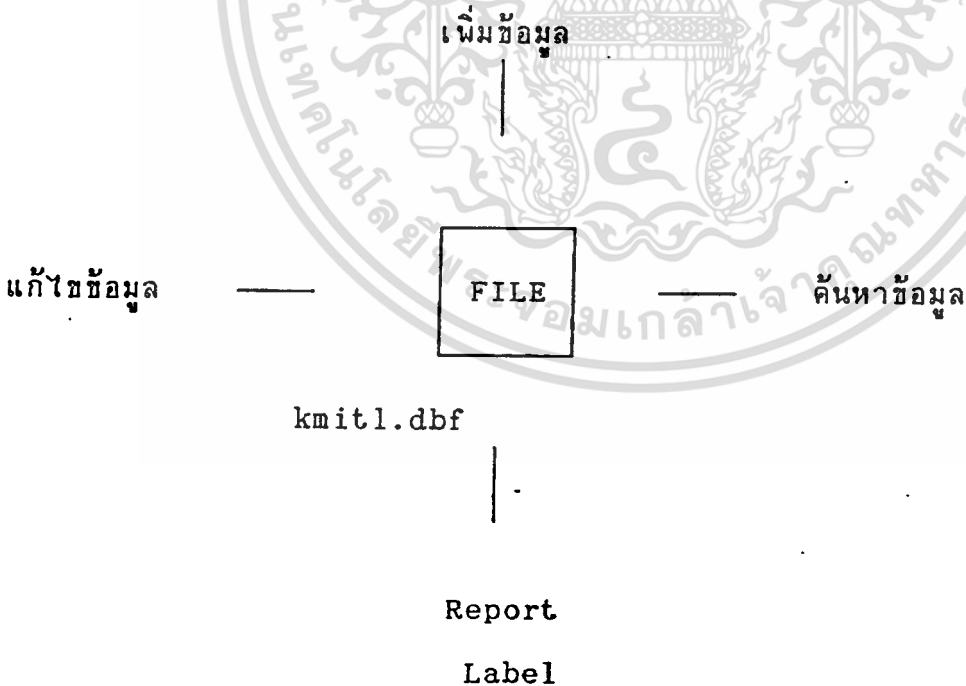 เพิ่มข้อมูล
แก้ไขข้อมูล
FILE
ค้นหาข้อมูล
kmitl.dbf
Report
Label